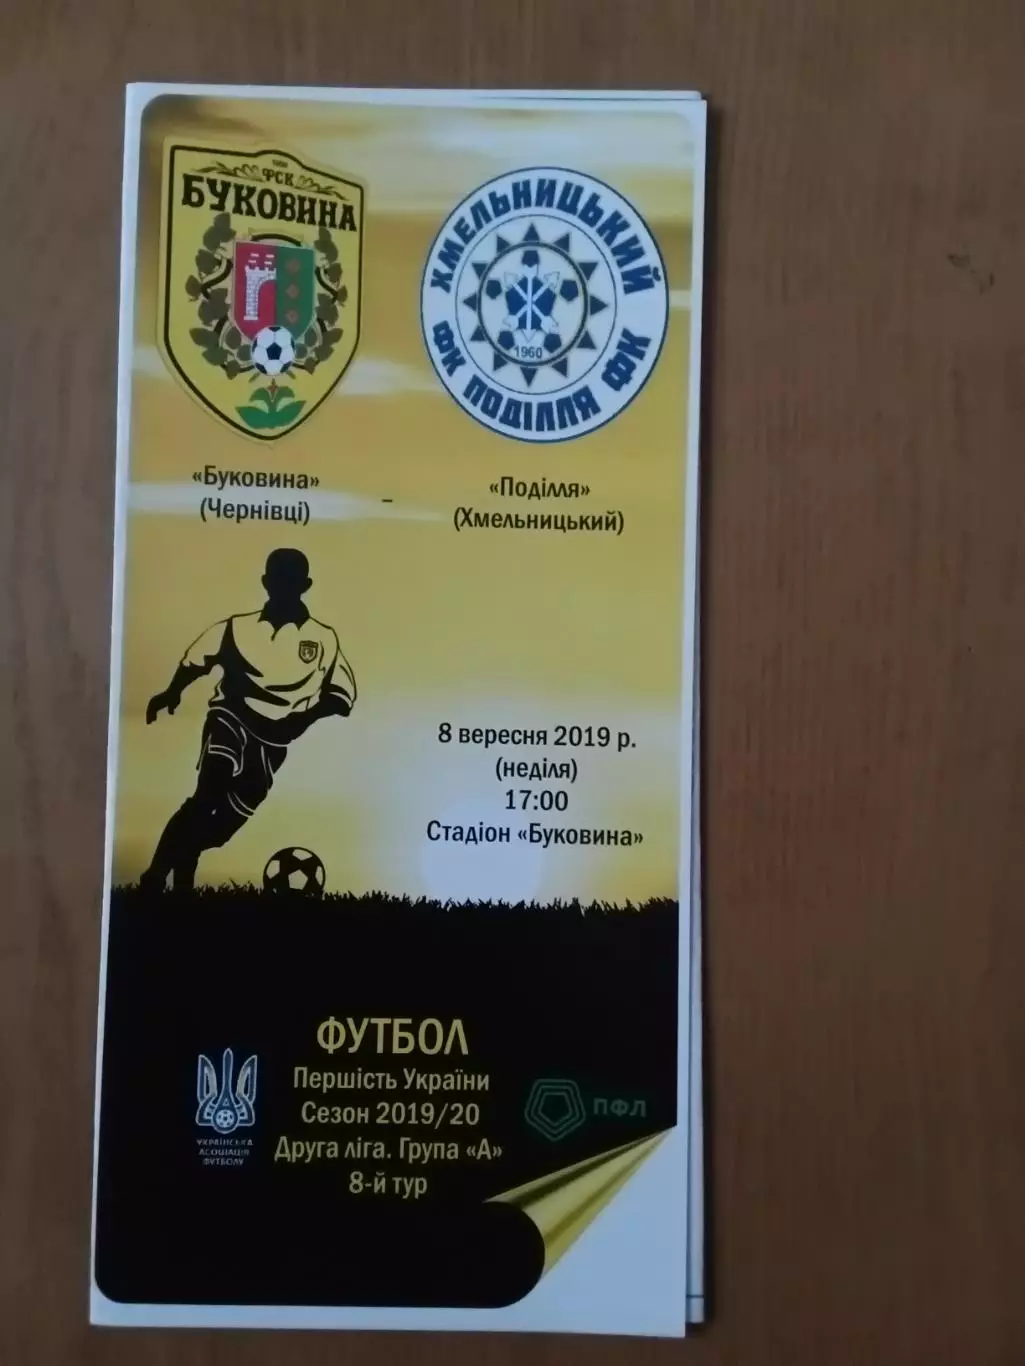 ФСК
БУКОВИНА
ХМЕЛЬНИЦЬКИЙ
1960
ФК ПОДІЛЛЯ ФК
«Буковина»
(Чернівці)
-
«Поділля»
(Хмельницький)
8 вересня 2019 р.
(неділя)
17:00
Стадіон «Буковина»
ФУТБОЛ
Першість України
Сезон 2019/20
Друга ліга. Група «А»
8-й тур
УКРАЇНСЬКА
АСОЦІАЦІЯ
ФУТБОЛУ
ПФЛ